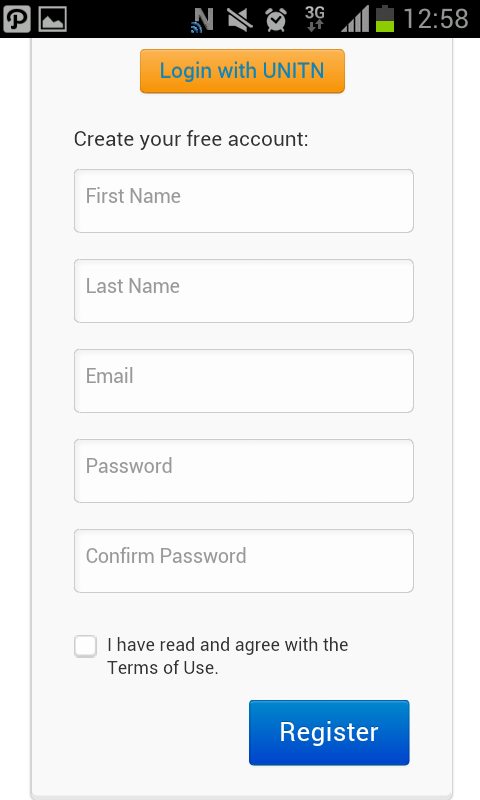 3G 12:58
Login with UNITN
Create your free account:
First Name
Last Name
Email
Password
Confirm Password
I have read and agree with the
Terms of Use.
Register